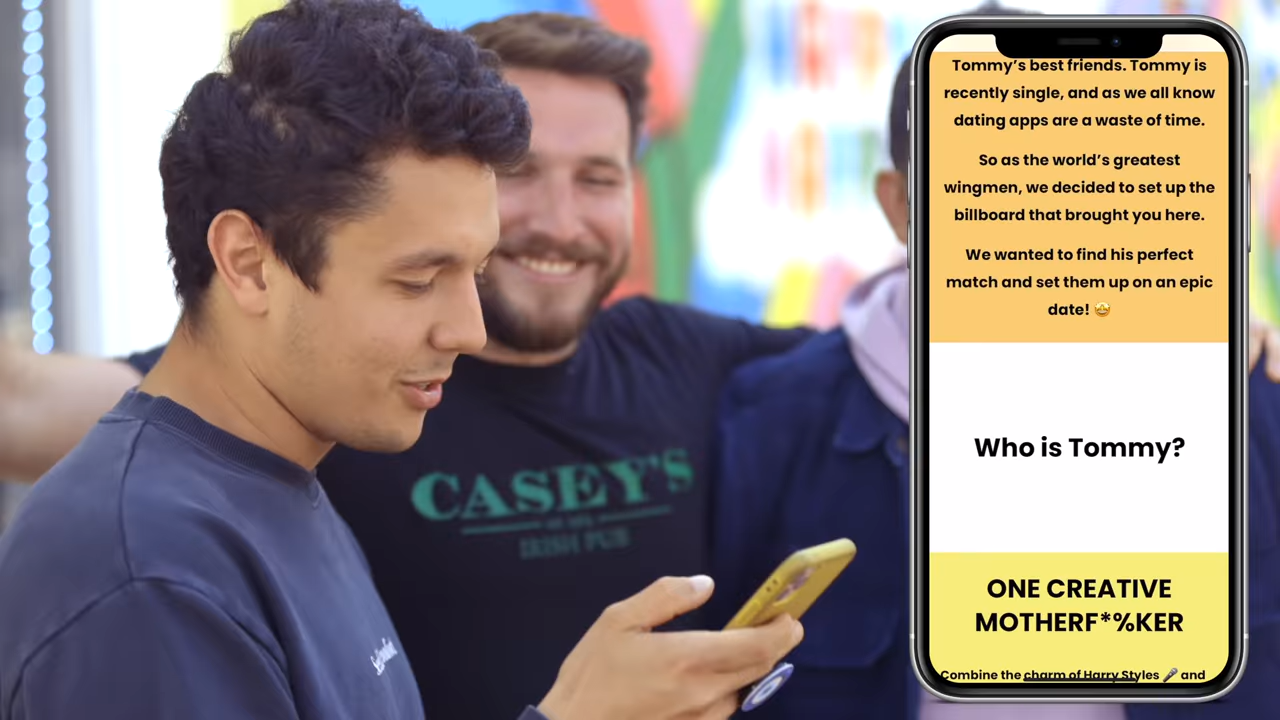 CASEY'S
IRISH PUB
Tommy’s best friends. Tommy is
recently single, and as we all know
dating apps are a waste of time.
So as the world’s greatest
wingmen, we decided to set up the
billboard that brought you here.
We wanted to find his perfect
match and set them up on an epic
date! 🤩
Who is Tommy?
ONE CREATIVE
MOTHERF*%KER
Combine the charm of Harry Styles 🎤 and